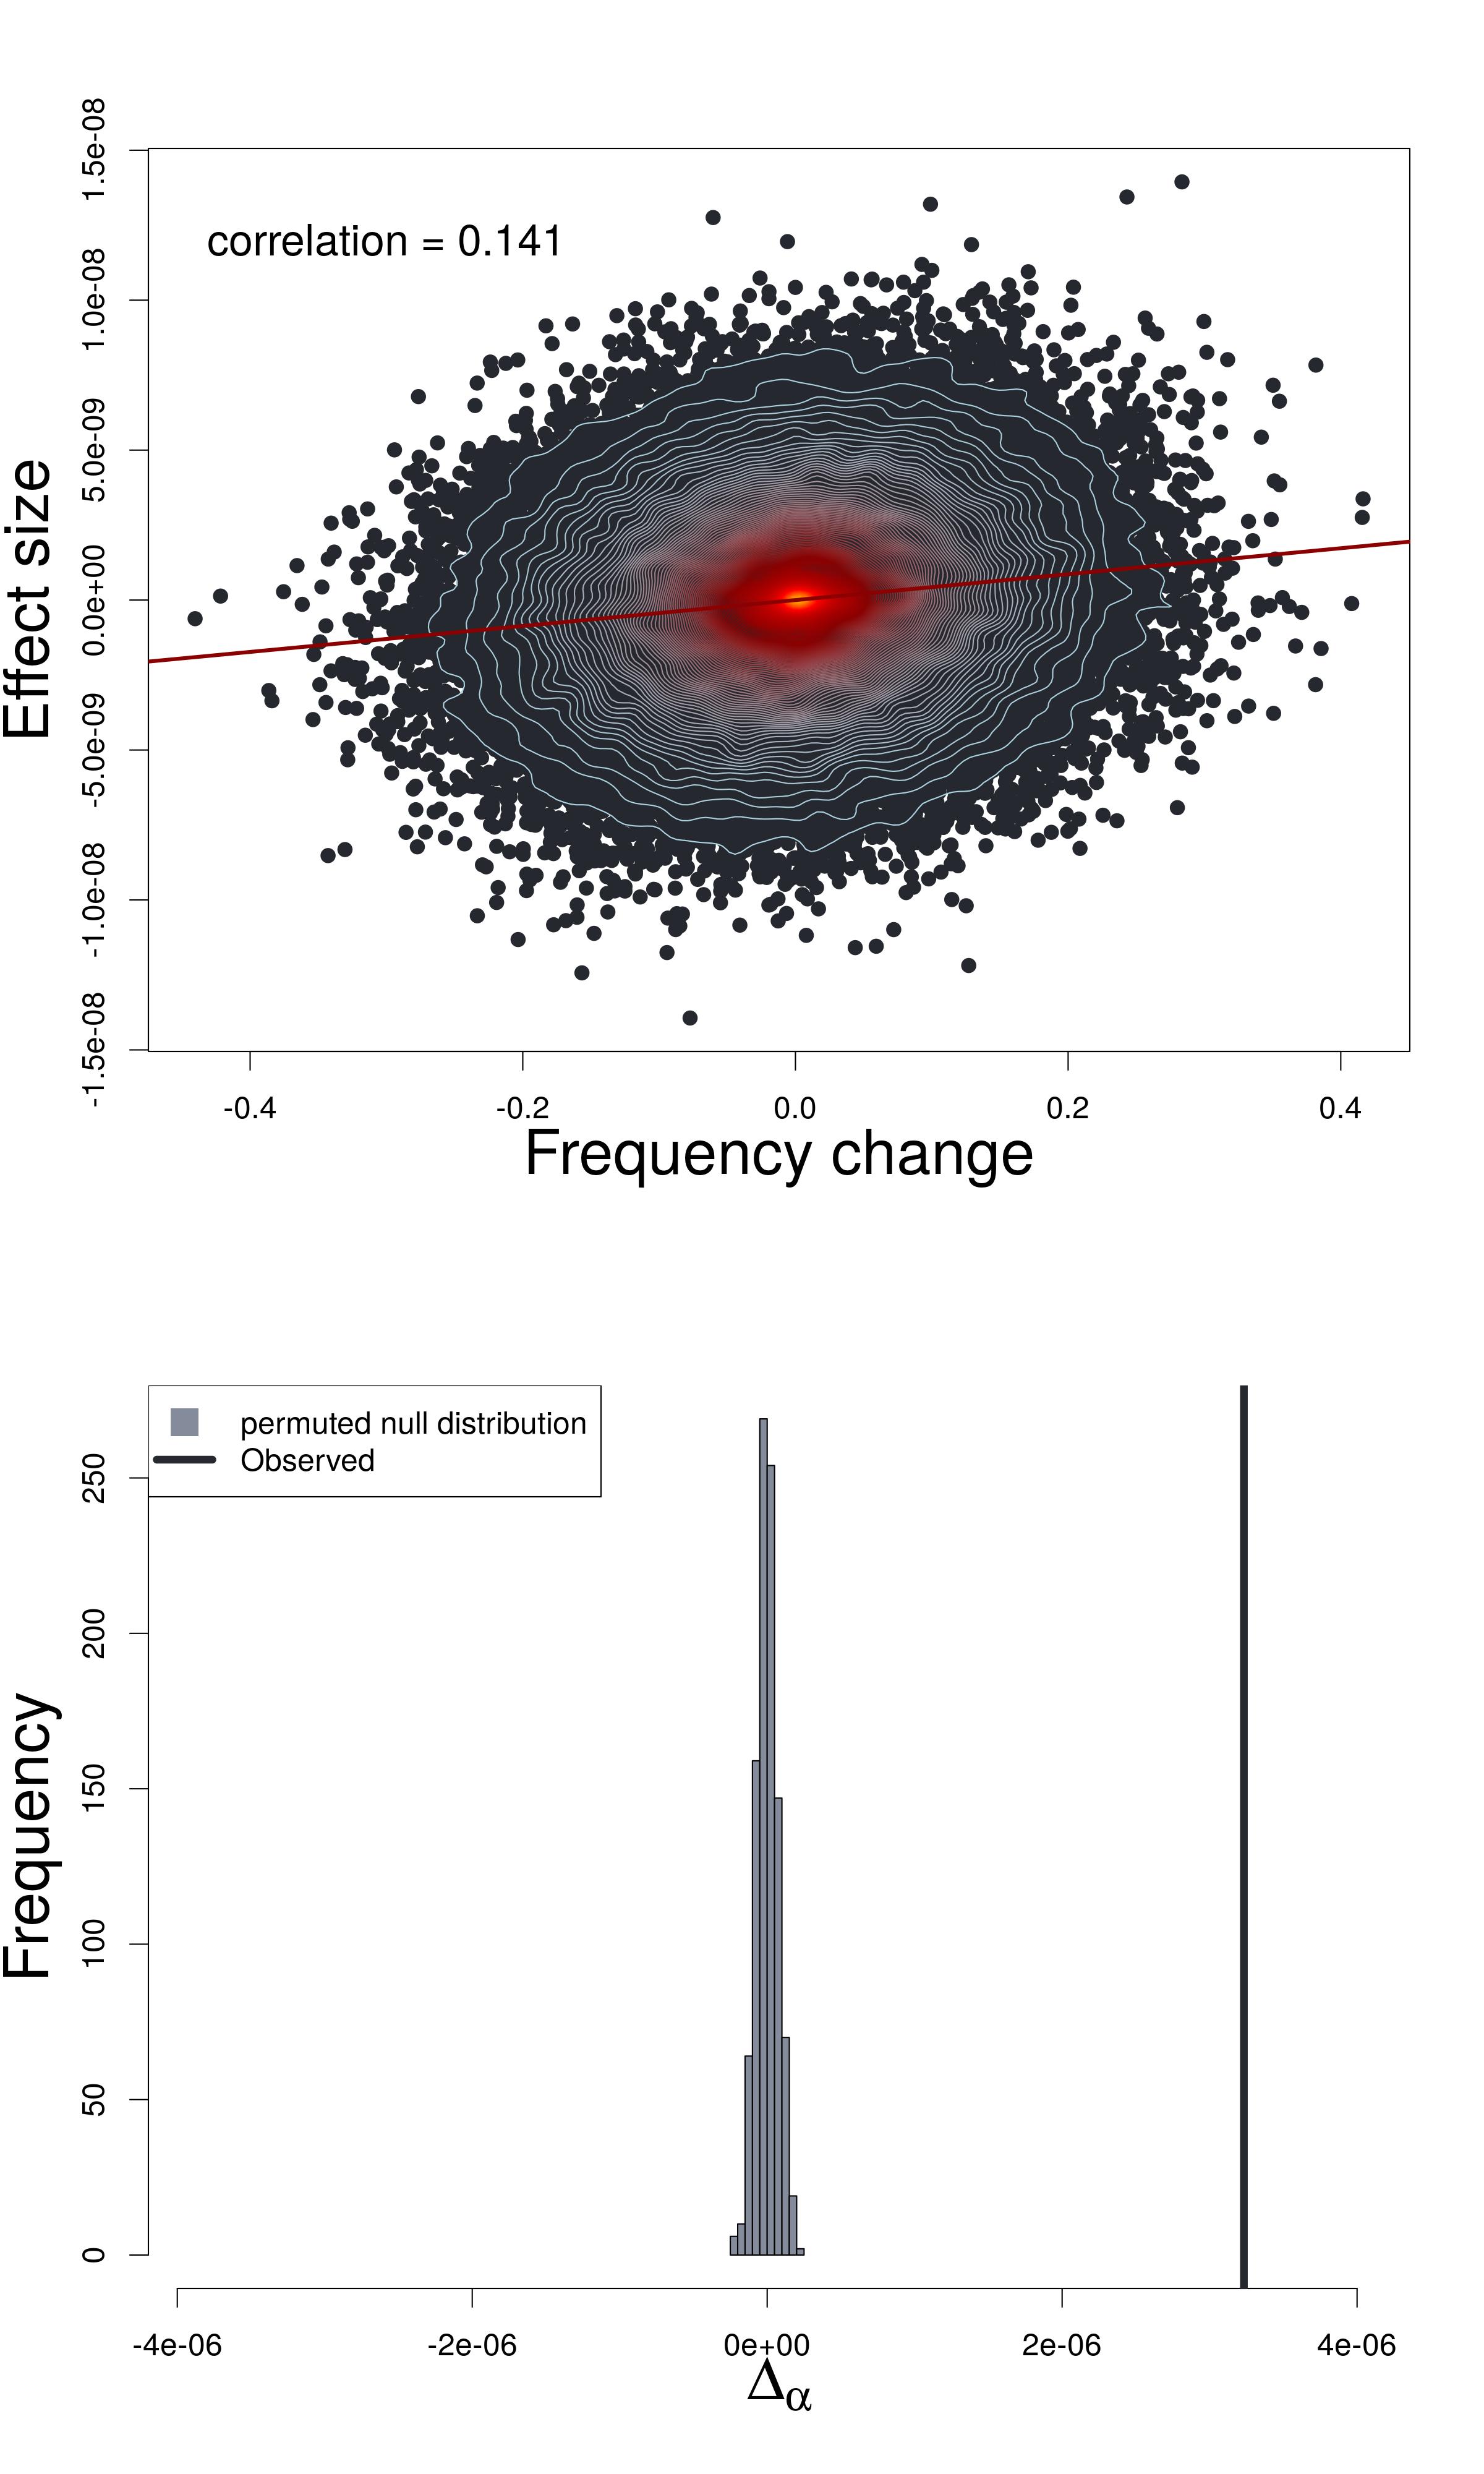 1.5e-08
1.0e-08
5.0e-09
0.0e+00
-5.0e-09
-1.0e-08
-1.5e-08
Effect size
correlation = 0.141
-0.4 -0.2 0.0 0.2 0.4
Frequency change
permuted null distribution
Observed
250
200
150
100
50
0
Frequency
-4e-06 -2e-06 0e+00 2e-06 4e-06
Δα